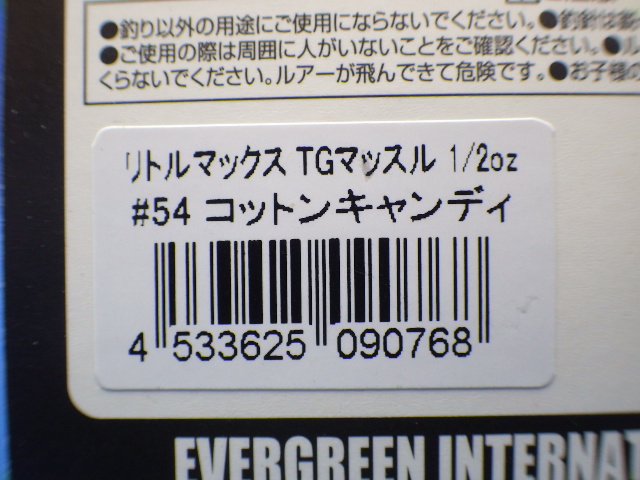 ●釣り以外の用途にご使用にならないでください。●釣針は鋭
●ご使用の際は周囲に人がいないことをご確認ください。●ル
くらないでください。ルアーが飛んできて危険です。●お子様の
リトルマックス TGマッスル 1/2oz
#54 コットンキャンディ
4 533625 090768
EVERGREEN INTERNAT